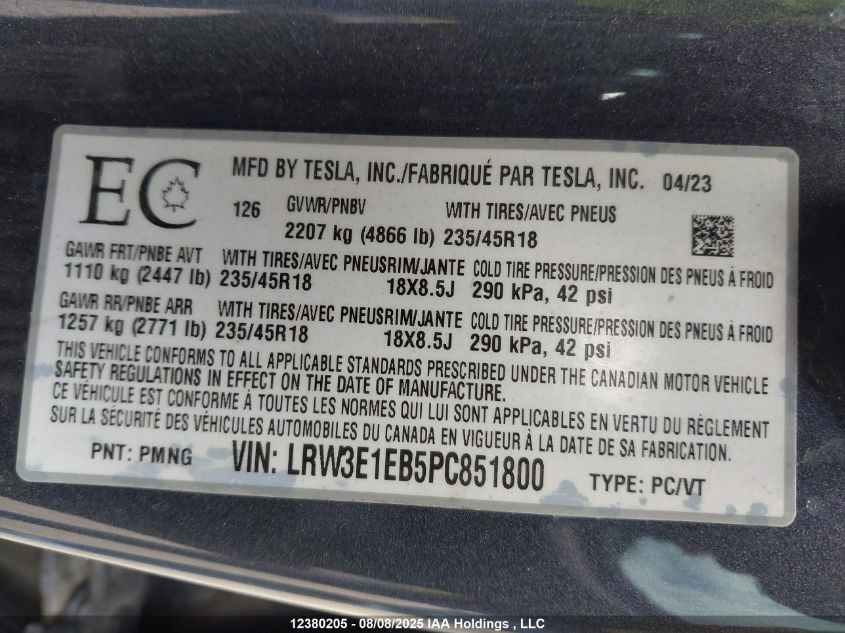 EC
MFD BY TESLA, INC./FABRIQUÉ PAR TESLA, INC. 04/23
126 GVWR/PNBV WITH TIRES/AVEC PNEUS
2207 kg (4866 lb) 235/45R18
GAWR FRT/PNBE AVT WITH TIRES/AVEC PNEUS RIM/JANTE COLD TIRE PRESSURE/PRESSION DES PNEUS À FROID
1110 kg (2447 lb) 235/45R18 18X8.5J 290 kPa, 42 psi
GAWR RR/PNBE ARR WITH TIRES/AVEC PNEUS RIM/JANTE COLD TIRE PRESSURE/PRESSION DES PNEUS À FROID
1257 kg (2771 lb) 235/45R18 18X8.5J 290 kPa, 42 psi
THIS VEHICLE CONFORMS TO ALL APPLICABLE STANDARDS PRESCRIBED UNDER THE CANADIAN MOTOR VEHICLE
SAFETY REGULATIONS IN EFFECT ON THE DATE OF MANUFACTURE.
CE VÉHICULE EST CONFORME À TOUTES LES NORMES QUI LUI SONT APPLICABLES EN VERTU DU RÈGLEMENT
SUR LA SÉCURITÉ DES VÉHICULES AUTOMOBILES DU CANADA EN VIGUEUR À LA DATE DE SA FABRICATION.
PNT: PMNG VIN: LRW3E1EB5PC851800 TYPE: PC/VT
12380205 - 08/08/2025 IAA Holdings , LLC